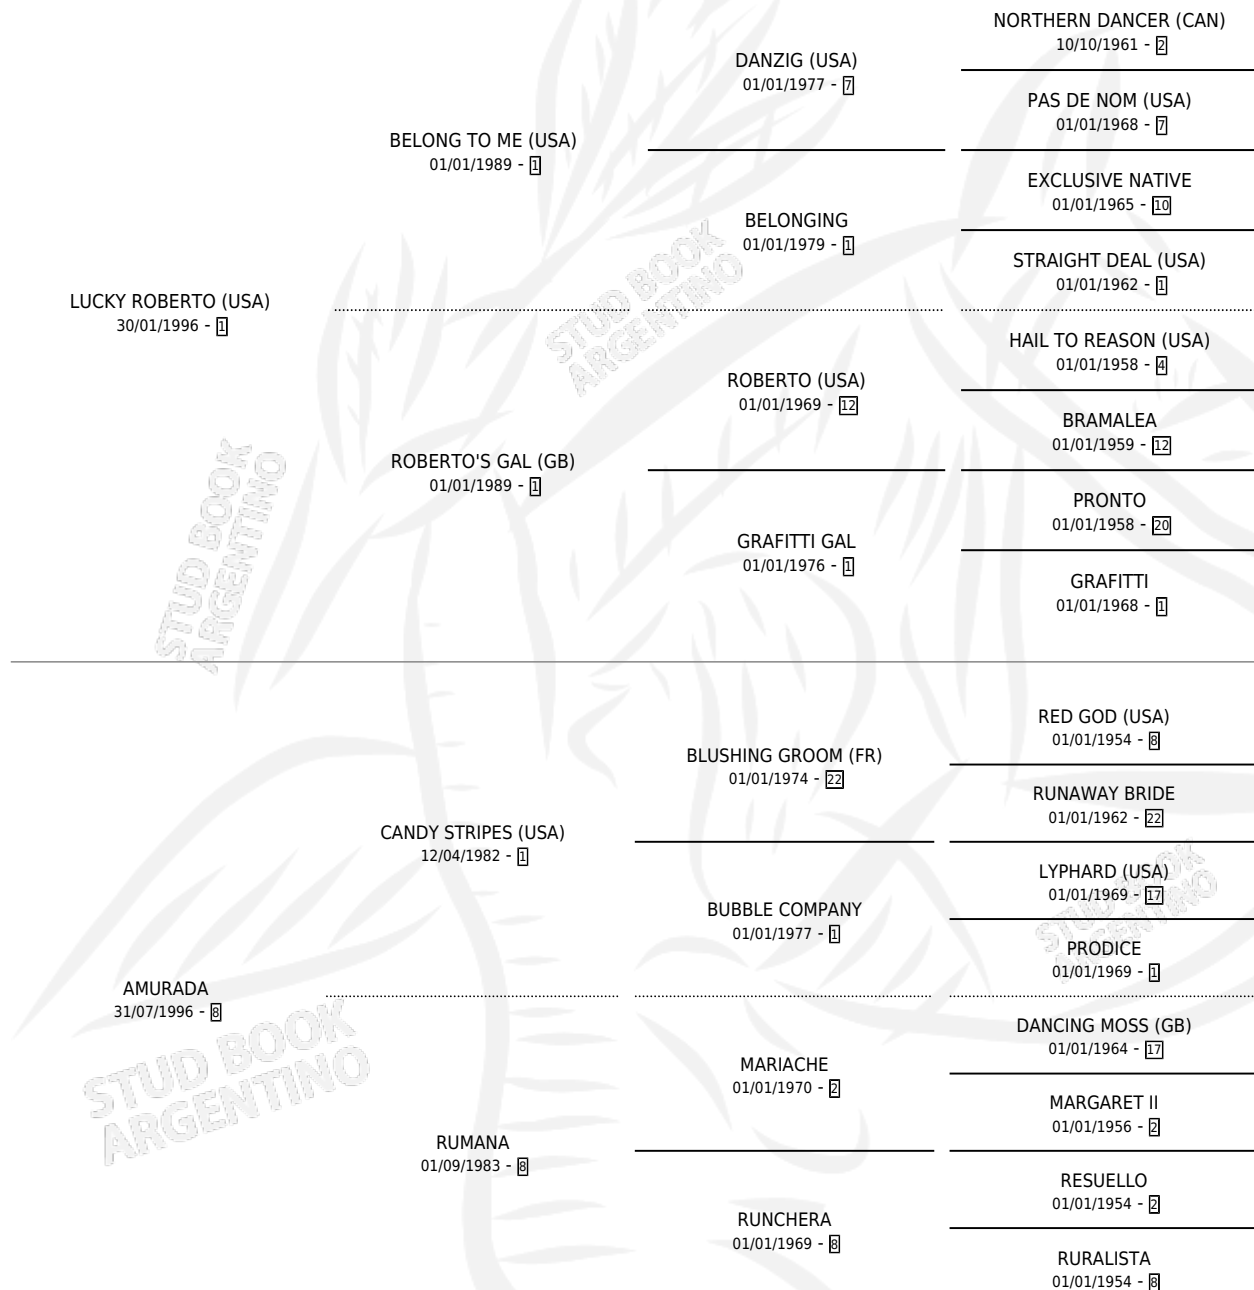 NORTHERN DANCER (CAN)
10/10/1961 - 2
DANZIG (USA)
01/01/1977 - 7
PAS DE NOM (USA)
01/01/1968 - 7
BELONG TO ME (USA)
01/01/1989 - 1
EXCLUSIVE NATIVE
01/01/1965 - 10
BELONGING
01/01/1979 - 1
STRAIGHT DEAL (USA)
01/01/1962 - 1
LUCKY ROBERTO (USA)
30/01/1996 - 1
HAIL TO REASON (USA)
01/01/1958 - 4
ROBERTO (USA)
01/01/1969 - 12
BRAMALEA
01/01/1959 - 12
ROBERTO'S GAL (GB)
01/01/1989 - 1
PRONTO
01/01/1958 - 20
GRAFITTI GAL
01/01/1976 - 1
GRAFITTI
01/01/1968 - 1
STUD BOOK
ARGENTINO
STUD BOOK
ARGENTINO
RED GOD (USA)
01/01/1954 - 8
BLUSHING GROOM (FR)
01/01/1974 - 22
RUNAWAY BRIDE
01/01/1962 - 22
CANDY STRIPES (USA)
12/04/1982 - 1
LYPHARD (USA)
01/01/1969 - 17
BUBBLE COMPANY
01/01/1977 - 1
PRODICE
01/01/1969 - 1
STUD BOOK
ARGENTINO
AMURADA
31/07/1996 - 8
DANCING MOSS (GB)
01/01/1964 - 17
MARIACHE
01/01/1970 - 2
MARGARET II
01/01/1956 - 2
RUMANA
01/09/1983 - 8
RESUELLO
01/01/1954 - 2
RUNCHERA
01/01/1969 - 8
RURALISTA
01/01/1954 - 8
STUD BOOK
ARGENTINO